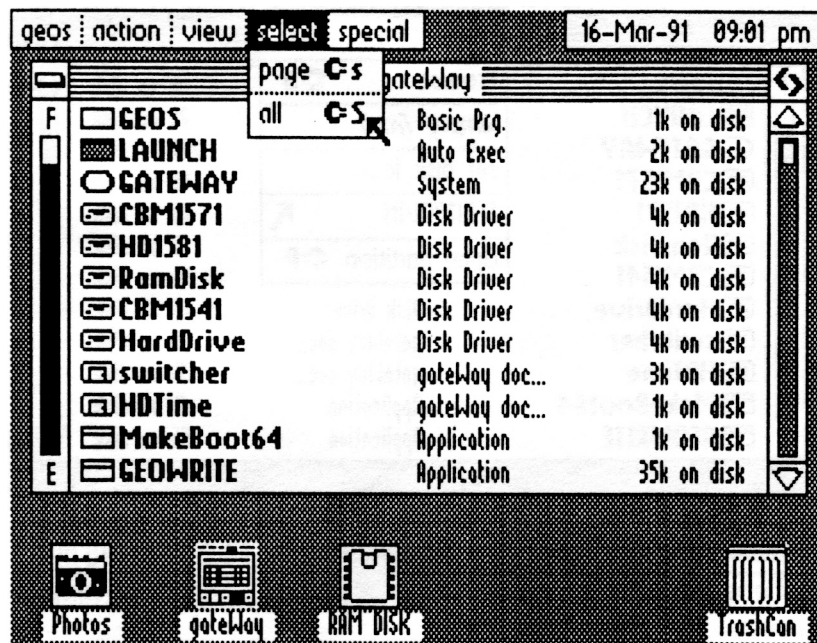 geos action view select special 16-Mar-91 09:01 pm
page C= s gateWay
all C= S
F GEOS Basic Prg. 1k on disk
LAUNCH Auto Exec 2k on disk
GATEWAY System 23k on disk
CBM1571 Disk Driver 4k on disk
HD1581 Disk Driver 4k on disk
RamDisk Disk Driver 4k on disk
CBM1541 Disk Driver 4k on disk
HardDrive Disk Driver 4k on disk
switcher gateWay doc... 3k on disk
HDTime gateWay doc... 1k on disk
MakeBoot64 Application 1k on disk
E GEOWRITE Application 35k on disk
Photos gateWay RAM DISK TrashCan